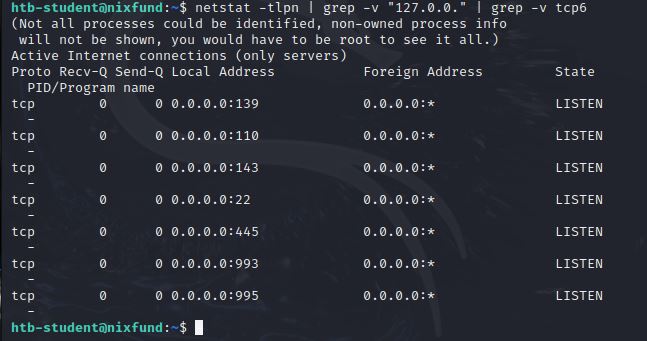 htb-student@nixfund:~$ netstat -tlpn | grep -v "127.0.0." | grep -v tcp6
(Not all processes could be identified, non-owned process info
 will not be shown, you would have to be root to see it all.)
Active Internet connections (only servers)
Proto Recv-Q Send-Q Local Address           Foreign Address         State
  PID/Program name
tcp        0      0 0.0.0.0:139             0.0.0.0:*               LISTEN
  -
tcp        0      0 0.0.0.0:110             0.0.0.0:*               LISTEN
  -
tcp        0      0 0.0.0.0:143             0.0.0.0:*               LISTEN
  -
tcp        0      0 0.0.0.0:22              0.0.0.0:*               LISTEN
  -
tcp        0      0 0.0.0.0:445             0.0.0.0:*               LISTEN
  -
tcp        0      0 0.0.0.0:993             0.0.0.0:*               LISTEN
  -
tcp        0      0 0.0.0.0:995             0.0.0.0:*               LISTEN
  -
htb-student@nixfund:~$